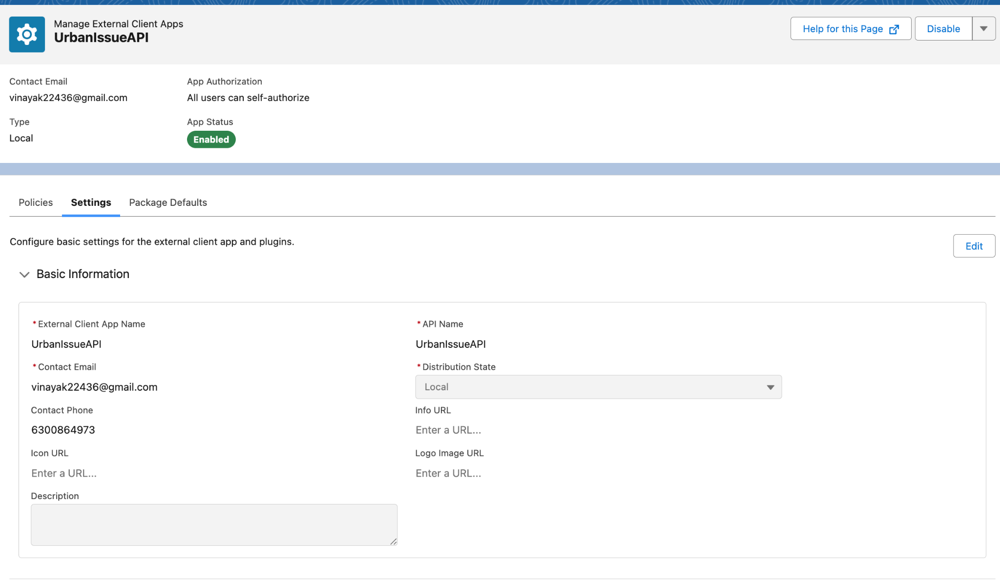 Manage External Client Apps
UrbanIssueAPI
Help for this Page
Disable
Contact Email
vinayak22436@gmail.com
App Authorization
All users can self-authorize
Type
Local
App Status
Enabled
Policies
Settings
Package Defaults
Configure basic settings for the external client app and plugins.
Edit
Basic Information
*External Client App Name
UrbanIssueAPI
*API Name
UrbanIssueAPI
*Contact Email
vinayak22436@gmail.com
*Distribution State
Local
Contact Phone
6300864973
Info URL
Enter a URL...
Icon URL
Enter a URL...
Logo Image URL
Enter a URL...
Description